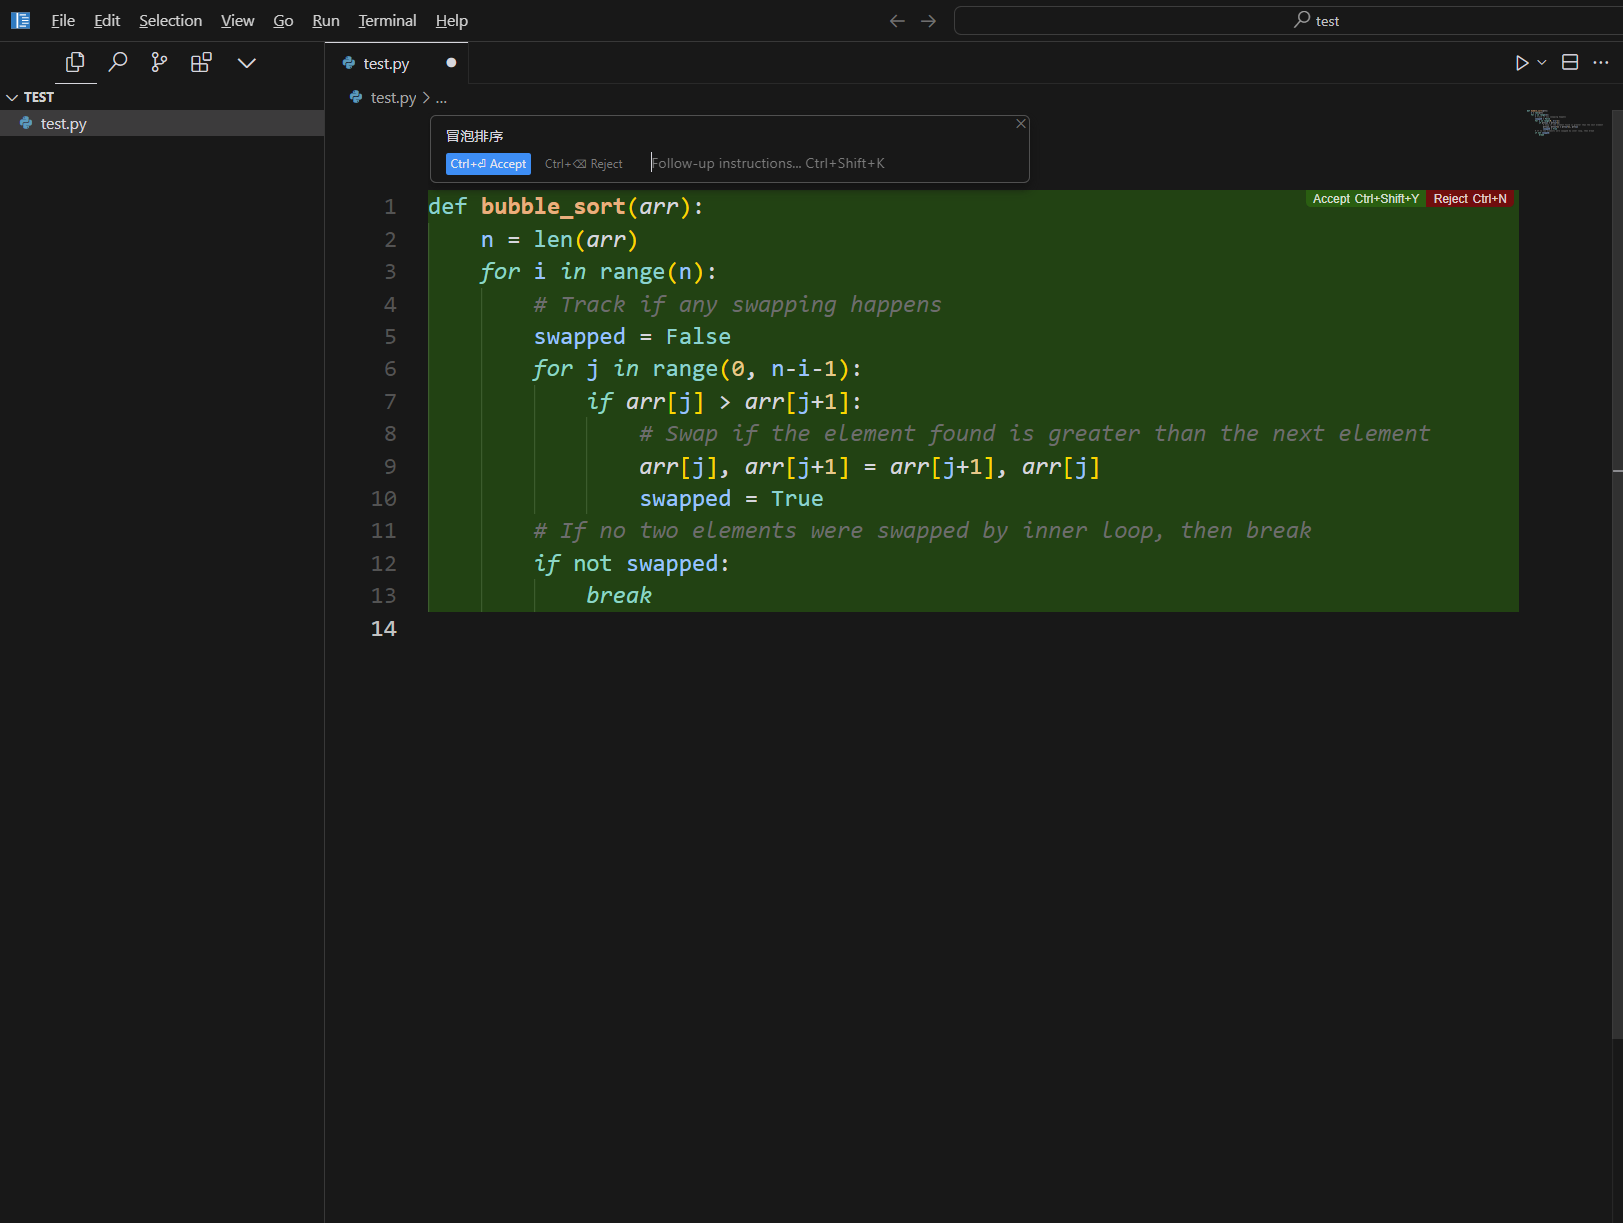 File Edit Selection View Go Run Terminal Help
test
test.py
test.py > ...
TEST
test.py
冒泡排序
Ctrl+⏎ Accept Ctrl+⌫ Reject Follow-up instructions... Ctrl+Shift+K
Accept Ctrl+Shift+Y Reject Ctrl+N
1 def bubble_sort(arr):
2     n = len(arr)
3     for i in range(n):
4         # Track if any swapping happens
5         swapped = False
6         for j in range(0, n-i-1):
7             if arr[j] > arr[j+1]:
8                 # Swap if the element found is greater than the next element
9                 arr[j], arr[j+1] = arr[j+1], arr[j]
10                 swapped = True
11         # If no two elements were swapped by inner loop, then break
12         if not swapped:
13             break
14